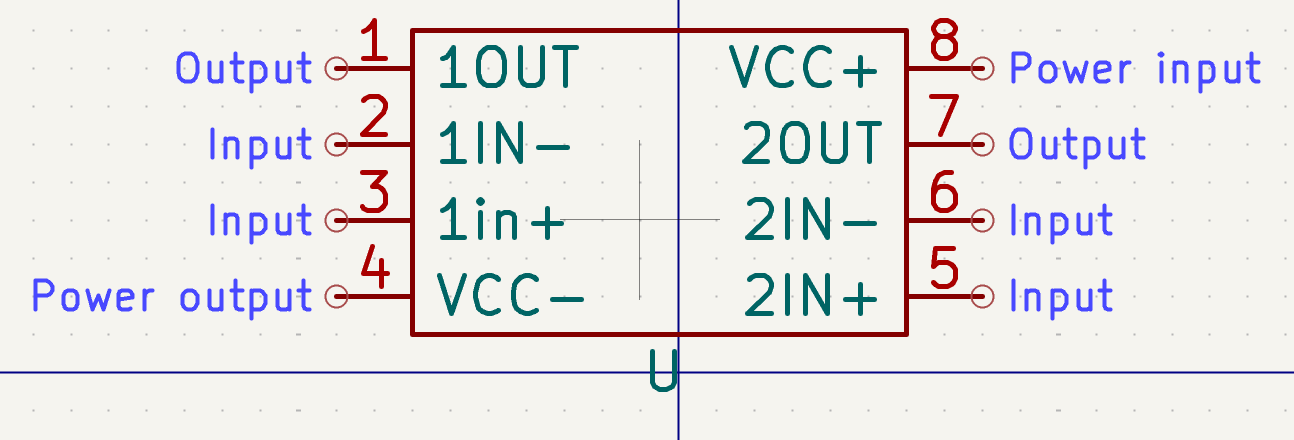 Output 1 1OUT VCC+ 8 Power input
Input 2 1IN- 2OUT 7 Output
Input 3 1in+ 2IN- 6 Input
Power output 4 VCC- 2IN+ 5 Input
U